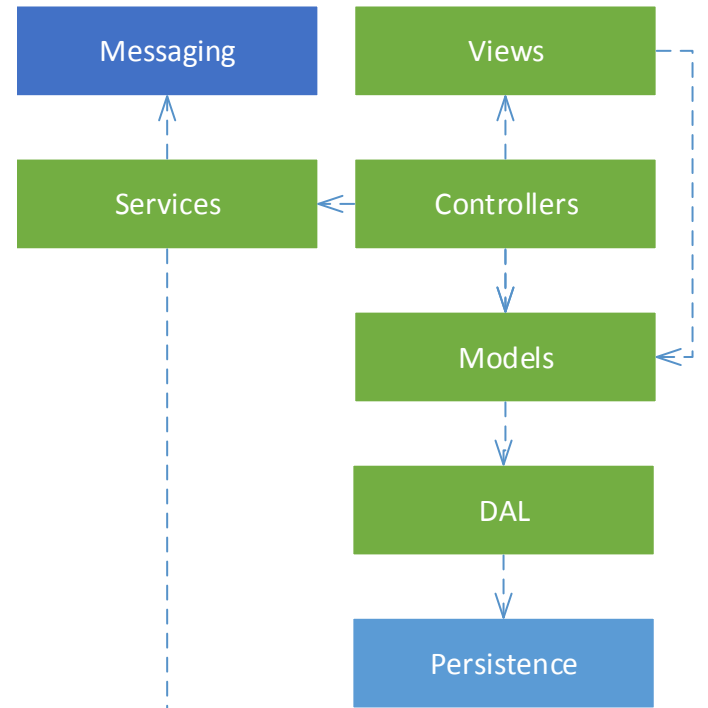 Messaging
Views
Services
Controllers
Models
DAL
Persistence